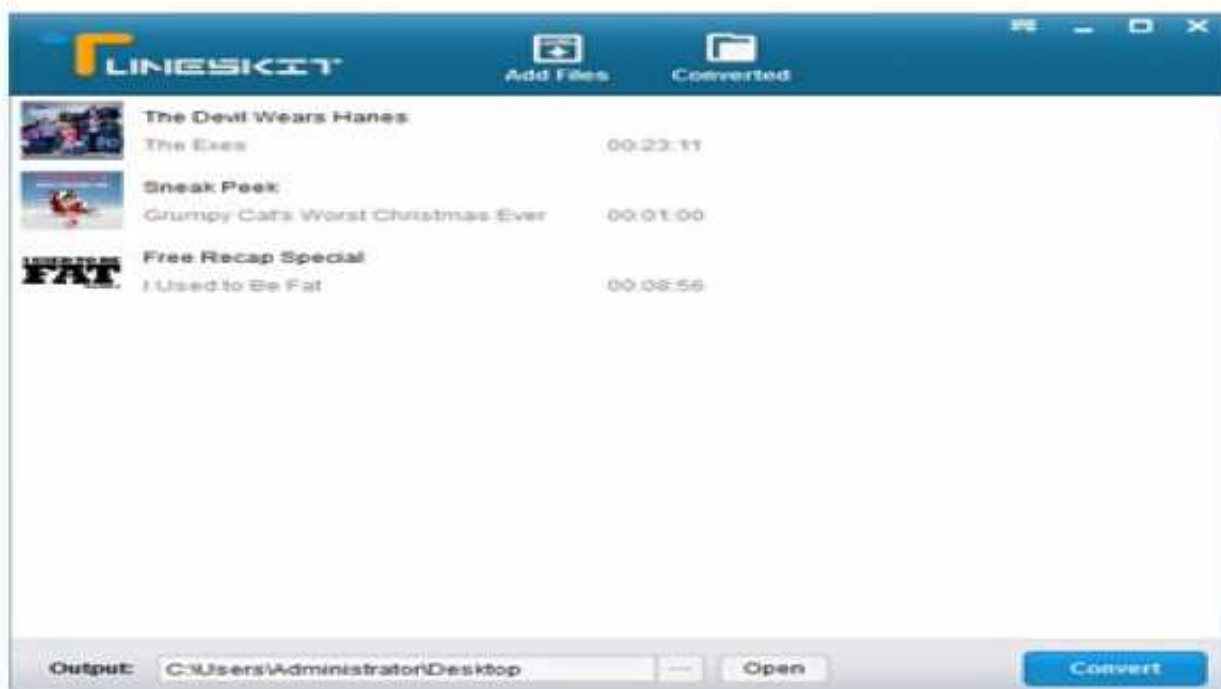 TLINESKIT
Add Files
Converted
The Devil Wears Hanes
The Exes 00:23:11
Sneak Peek
Grumpy Cat's Worst Christmas Ever 00:01:00
Free Recap Special
FAT
I Used to Be Fat 00:08:56
Output: C:\Users\Administrator\Desktop ... Open Convert